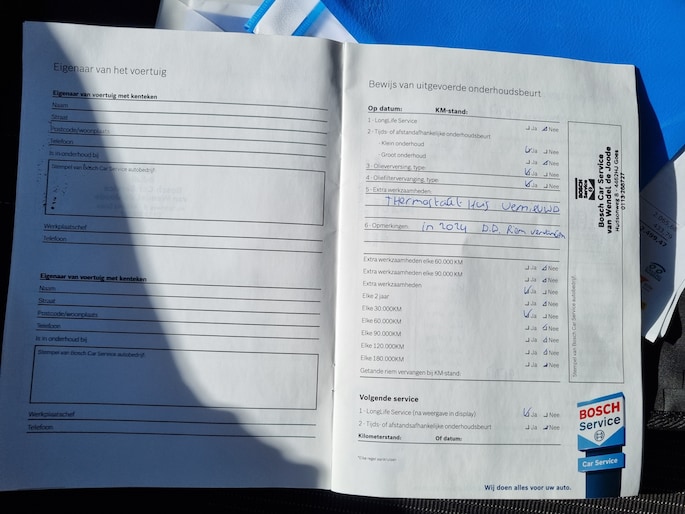 Eigenaar van het voertuig
Eigenaar van voertuig met kenteken
Naam
Straat
Postcode/woonplaats
Telefoon
Is in onderhoud bij
Stempel van Bosch Car Service autobedrijf:
Werkplaatschef
Telefoon
Eigenaar van voertuig met kenteken
Naam
Straat
Postcode/woonplaats
Telefoon
Is in onderhoud bij
Stempel van Bosch Car Service autobedrijf:
Werkplaatschef
Telefoon
Bewijs van uitgevoerde onderhoudsbeurt
Op datum: KM-stand:
1 - LongLife Service Ja Nee
2 - Tijds- of afstandafhankelijke onderhoudsbeurt
Klein onderhoud Ja Nee
Groot onderhoud Ja Nee
3 - Olieverversing, type: Ja Nee
4 - Oliefiltervervanging, type: Ja Nee
5 - Extra werkzaamheden:
Thermostaat Huis vernieuwd
6 - Opmerkingen: in 2024 D.D. Riem
Extra werkzaamheden elke 60.000 KM Ja Nee
Extra werkzaamheden elke 90.000 KM Ja Nee
Extra werkzaamheden Ja Nee
Elke 2 jaar Ja Nee
Elke 30.000KM Ja Nee
Elke 60.000KM Ja Nee
Elke 90.000KM Ja Nee
Elke 120.000KM Ja Nee
Elke 180.000KM Ja Nee
Getande riem vervangen bij KM-stand: Ja Nee
Volgende service
1 - LongLife Service (na weergave in display) Ja Nee
2 - Tijds- of afstandsafhankelijke onderhoudsbeurt Ja Nee
Kilometerstand: Of datum:
Wij doen alles voor uw auto.
Stempel van Bosch Car Service autobedrijf:
BOSCH
Service
Bosch Car Service
van Wendel de Joode
BOSCH
Service
Car Service